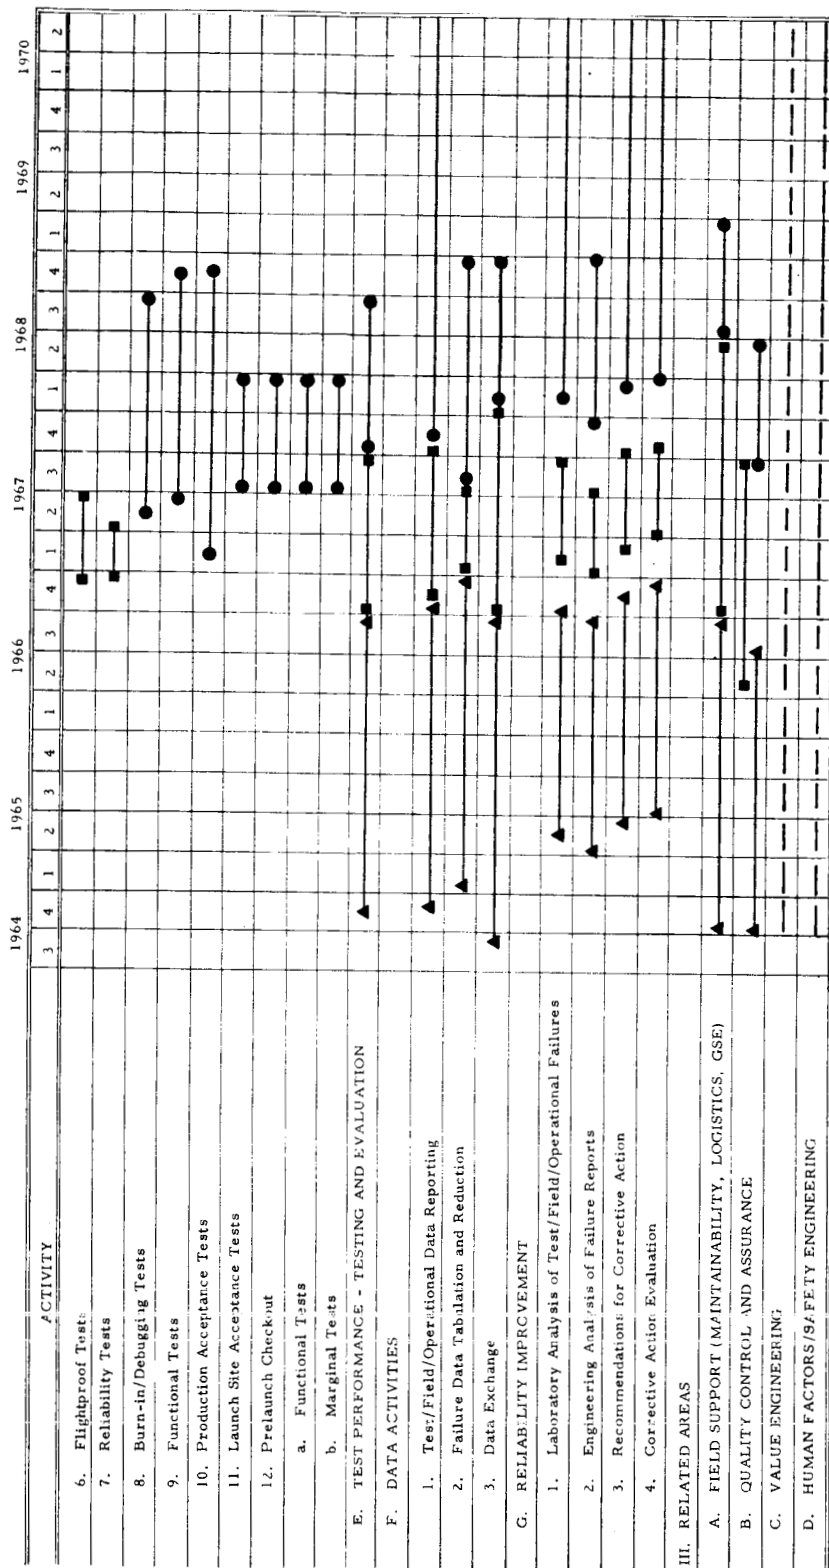 1964 1965 1966 1967 1968 1969 1970
ACTIVITY 3 4 1 2 3 4 1 2 3 4 1 2 3 4 1 2 3 4 1 2 3 4 1 2
6. Flightproof Tests
7. Reliability Tests
8. Burn-in/Debugging Tests
9. Functional Tests
10. Production Acceptance Tests
11. Launch Site Acceptance Tests
12. Prelaunch Checkout
a. Functional Tests
b. Marginal Tests
E. TEST PERFORMANCE - TESTING AND EVALUATION
F. DATA ACTIVITIES
1. Test/Field/Operational Data Reporting
2. Failure Data Tabulation and Reduction
3. Data Exchange
G. RELIABILITY IMPROVEMENT
1. Laboratory Analysis of Test/Field/Operational Failures
2. Engineering Analysis of Failure Reports
3. Recommendations for Corrective Action
4. Corrective Action Evaluation
III. RELATED AREAS
A. FIELD SUPPORT (MAINTAINABILITY, LOGISTICS, GSE)
B. QUALITY CONTROL AND ASSURANCE
C. VALUE ENGINEERING
D. HUMAN FACTORS/SAFETY ENGINEERING